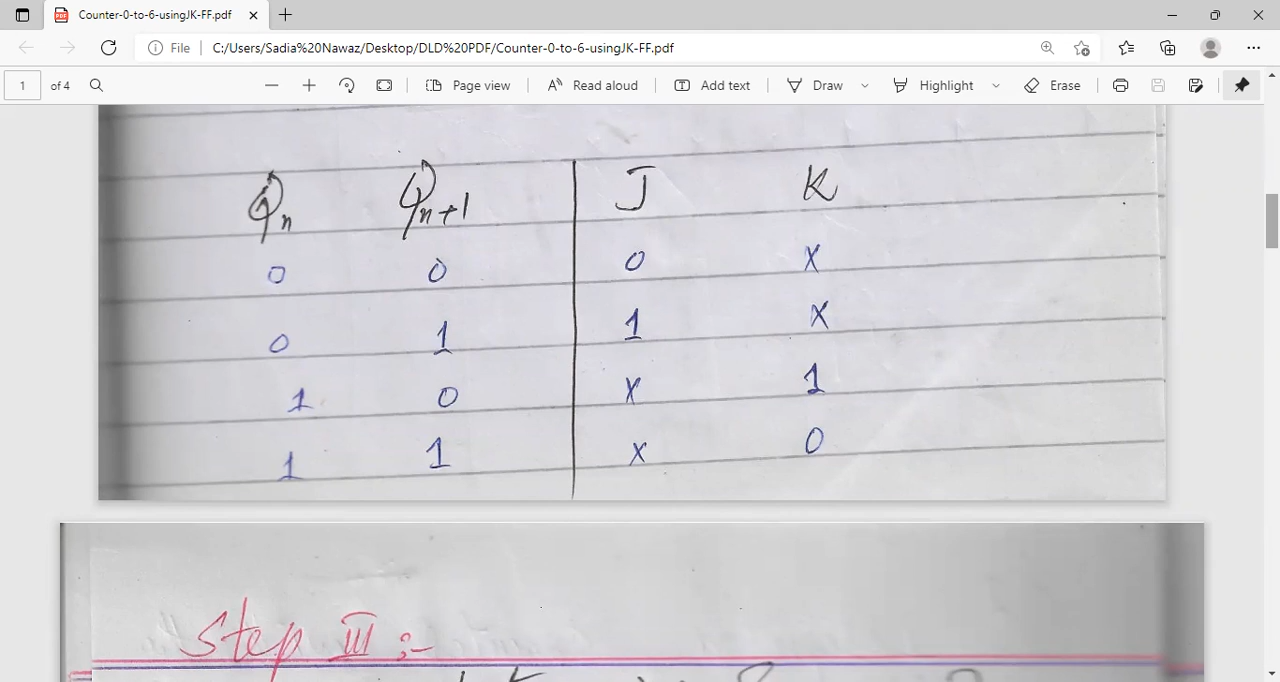 Counter-0-to-6-usingJK-FF.pdf
File C:/Users/Sadia%20Nawaz/Desktop/DLD%20PDF/Counter-0-to-6-usingJK-FF.pdf
1 of 4 Page view Read aloud Add text Draw Highlight Erase
Qn Qn+1 J K
0 0 0 X
0 1 1 X
1 0 X 1
1 1 X 0
Step III :-